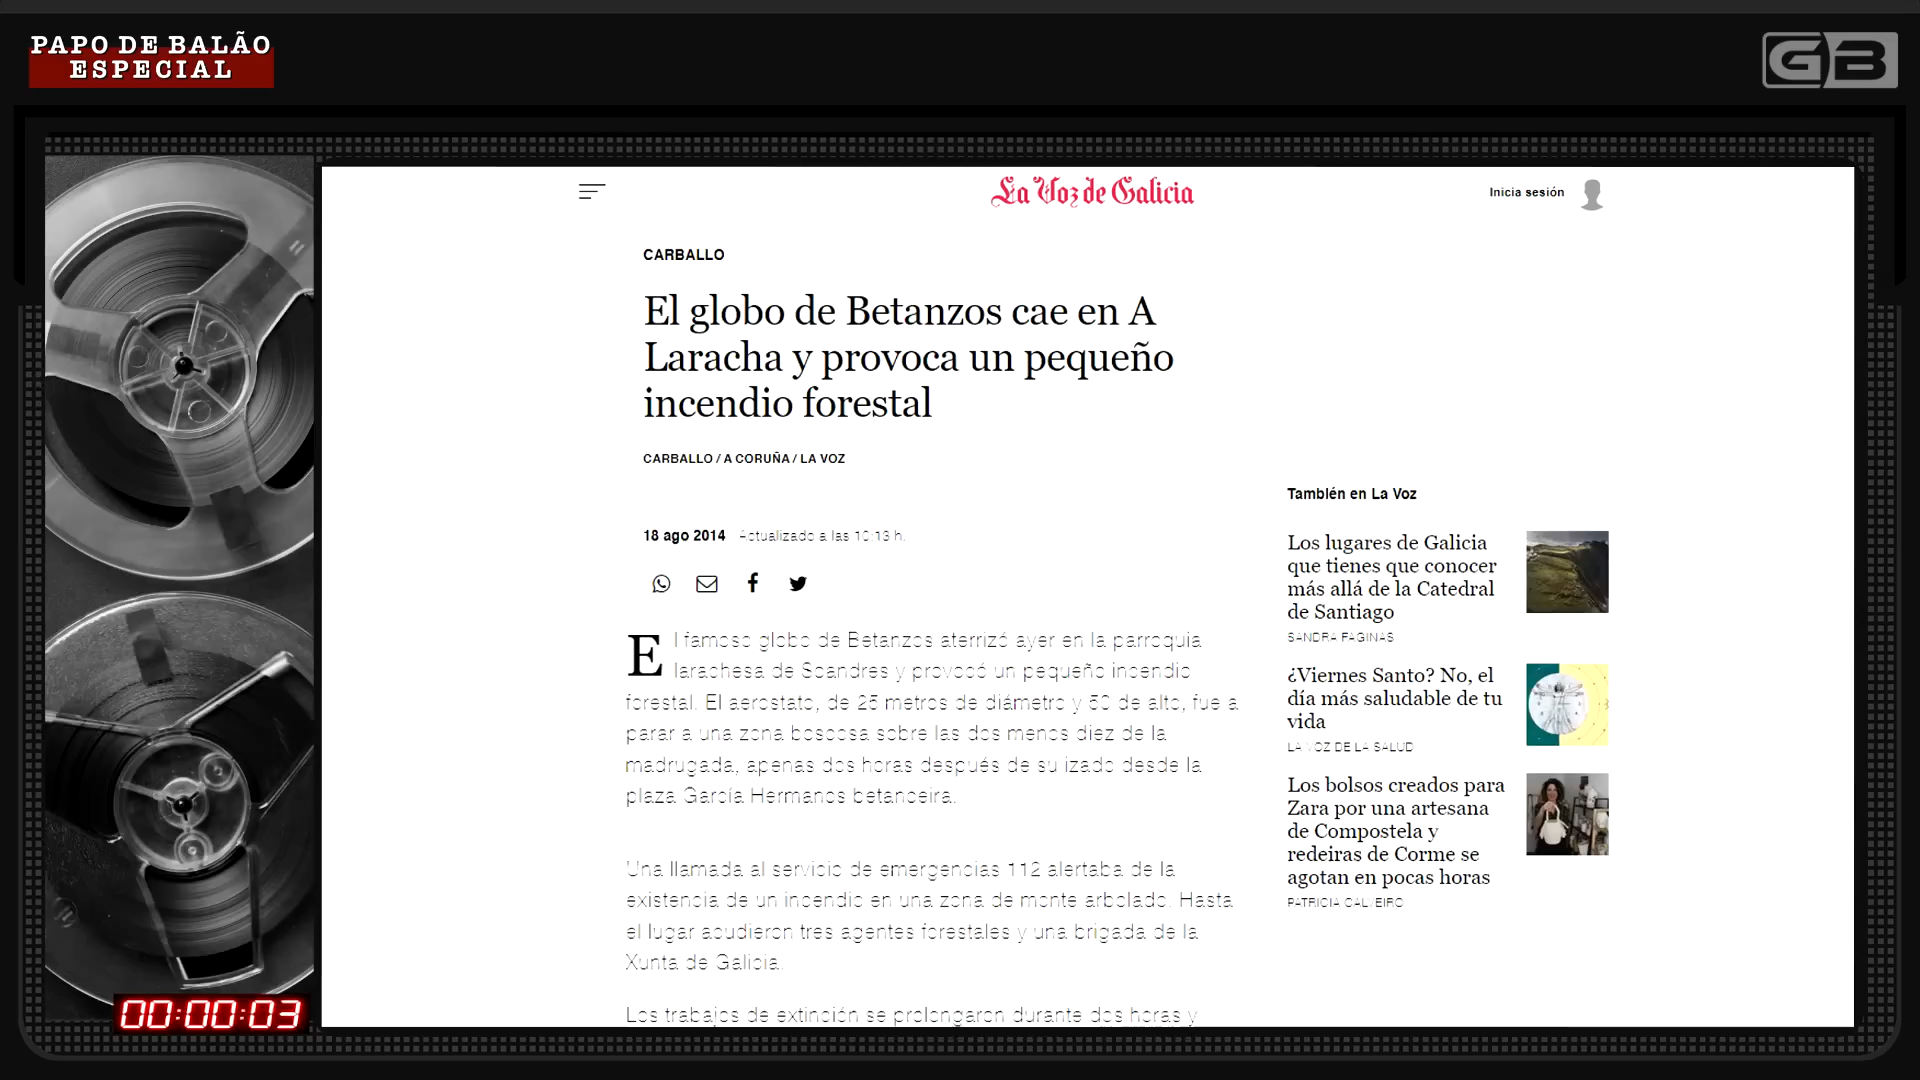 PAPO DE BALÃO
ESPECIAL
GB
La Voz de Galicia
Inicia sesión
CARBALLO
El globo de Betanzos cae en A
Laracha y provoca un pequeño
incendio forestal
CARBALLO / A CORUÑA / LA VOZ
18 ago 2014 Actualizado a las 10:13 h.
El famoso globo de Betanzos aterrizó ayer en la parroquia
larachesa de Soandres y provocó un pequeño incendio
forestal. El aerostato, de 25 metros de diámetro y 50 de alto, fue a
parar a una zona boscosa sobre las dos menos diez de la
madrugada, apenas dos horas después de su izado desde la
plaza García Hermanos betanceira.
Una llamada al servicio de emergencias 112 alertaba de la
existencia de un incendio en una zona de monte arbolado. Hasta
el lugar acudieron tres agentes forestales y una brigada de la
Xunta de Galicia.
Los trabajos de extinción se prolongaron durante dos horas y
También en La Voz
Los lugares de Galicia
que tienes que conocer
más allá de la Catedral
de Santiago
SANDRA FAGINAS
¿Viernes Santo? No, el
día más saludable de tu
vida
LA VOZ DE LA SALUD
Los bolsos creados para
Zara por una artesana
de Compostela y
redeiras de Corme se
agotan en pocas horas
PATRICIA CALVEIRO
00:00:03